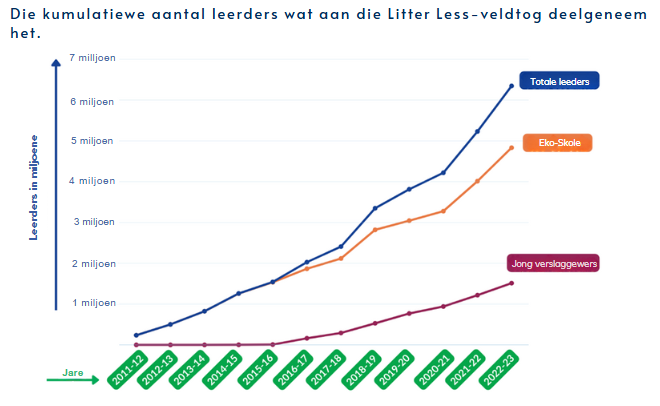 Die kumulatiewe aantal leerders wat aan die Litter Less-veldtog deelgeneem
het.
7 miljoen
Totale leeders
6 miljoen
5 miljoen
Eko-Skole
4 miljoen
Leerders in miljoene
3 miljoen
2 miljoen
Jong verslaggewers
1 miljoen
Jare
2011-12
2012-13
2013-14
2014-15
2015-16
2016-17
2017-18
2018-19
2019-20
2020-21
2021-22
2022-23